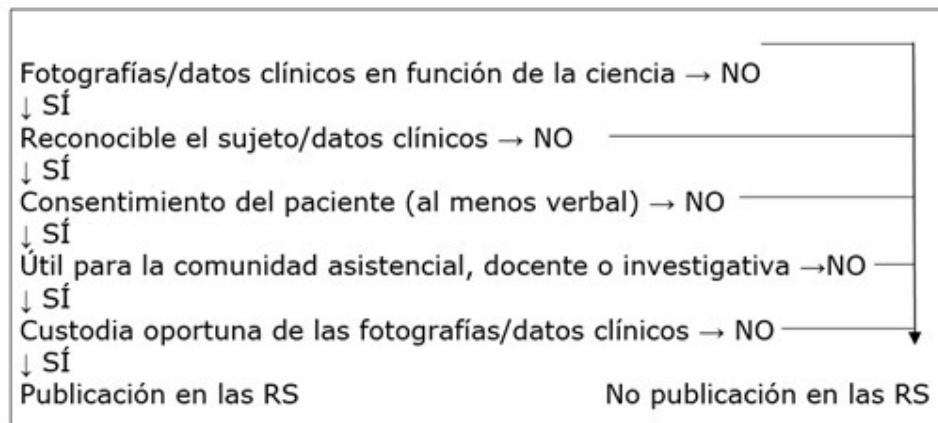 Fotografías/datos clínicos en función de la ciencia → NO
↓ SÍ
Reconocible el sujeto/datos clínicos → NO
↓ SÍ
Consentimiento del paciente (al menos verbal) → NO
↓ SÍ
Útil para la comunidad asistencial, docente o investigativa →NO
↓ SÍ
Custodia oportuna de las fotografías/datos clínicos → NO
↓ SÍ
Publicación en las RS No publicación en las RS